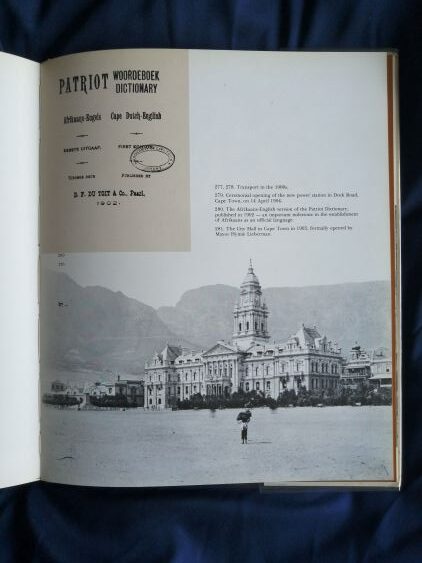 PATRIOT WOORDEBOEK
DICTIONARY
Afrikaans-Engels Cape Dutch-English
EERSTE UITGAAF. FIRST EDITION.
UITGEGE DEUR PUBLISHED BY
D. F. DU TOIT & Co., Paarl,
1902.
277, 278. Transport in the 1900s.
279. Ceremonial opening of the new power station in Dock Road,
Cape Town, on 14 April 1904.
280. The Afrikaans-English version of the Patriot Dictionary,
published in 1902 — an important milestone in the establishment
of Afrikaans as an official language.
281. The City Hall in Cape Town in 1905, formally opened by
Mayor Hyman Lieberman.
280